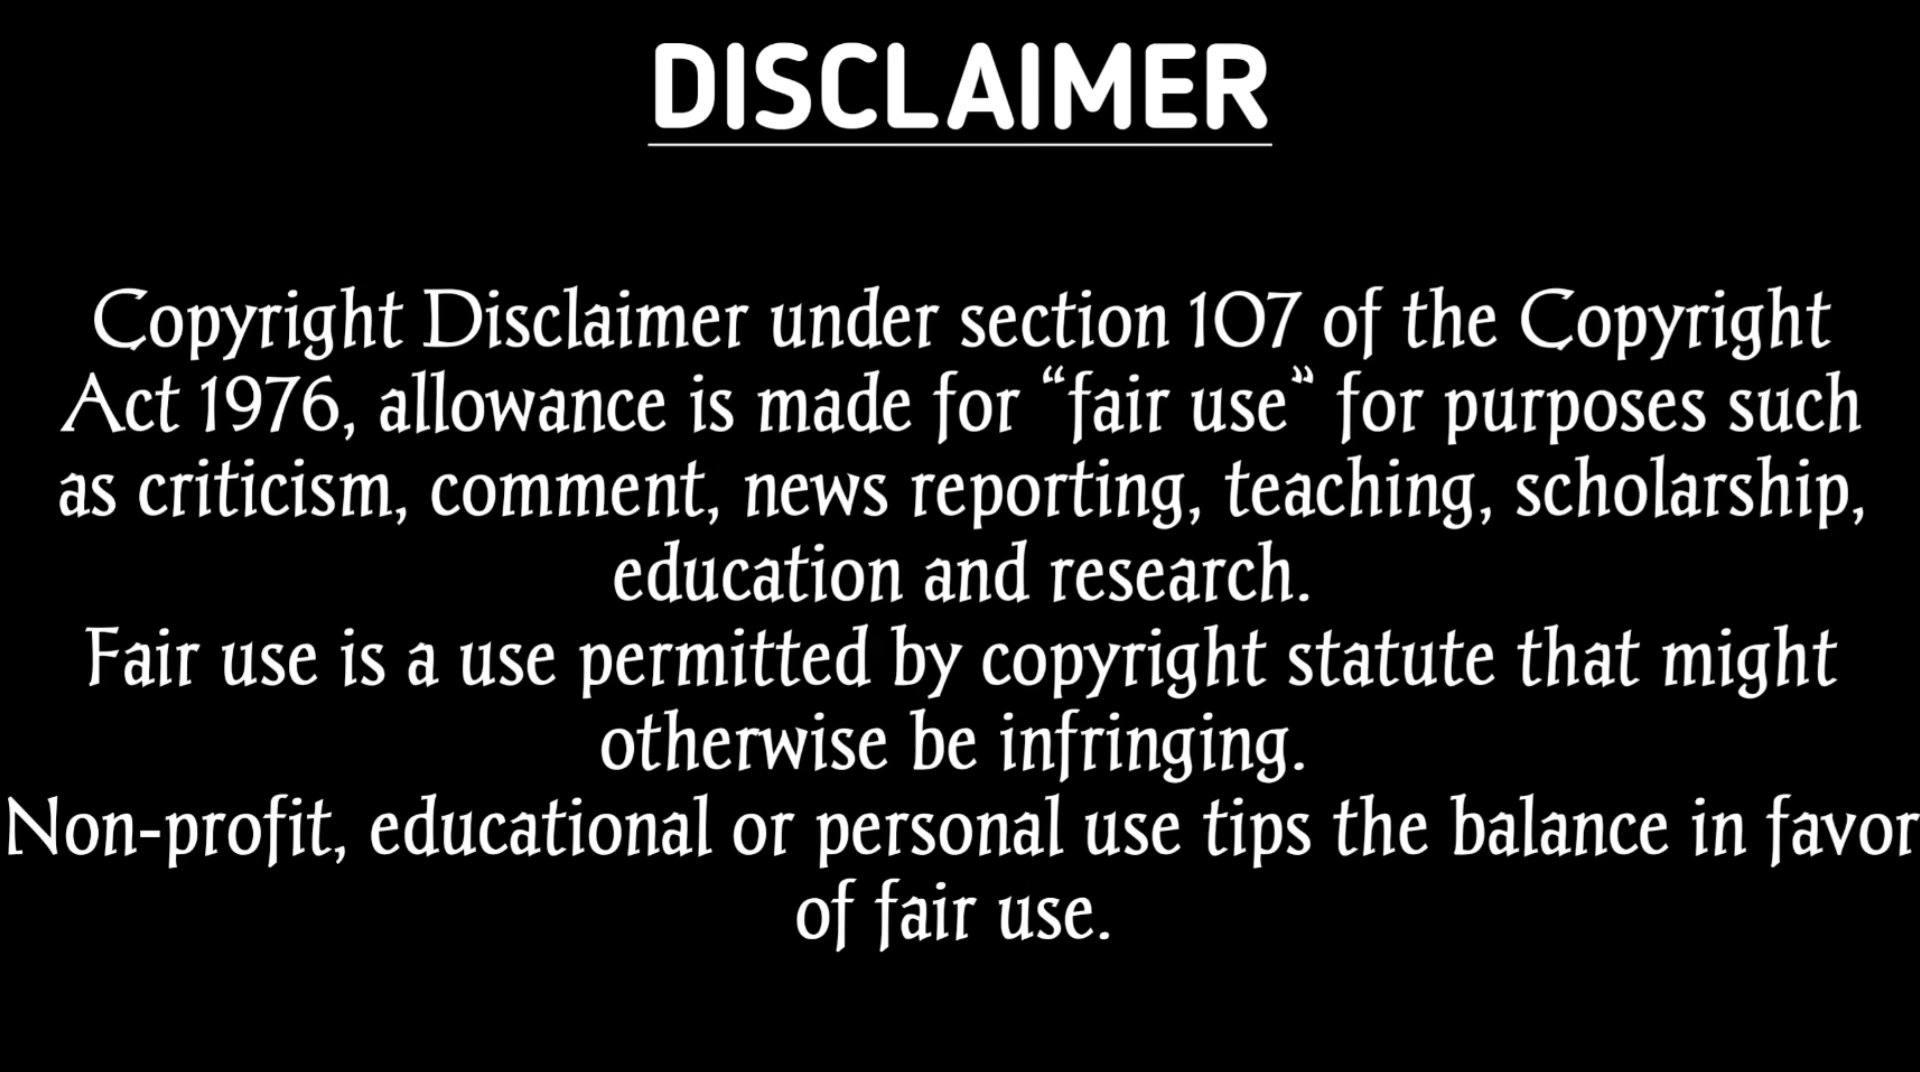 DISCLAIMER
Copyright Disclaimer under section 107 of the Copyright
Act 1976, allowance is made for “fair use” for purposes such
as criticism, comment, news reporting, teaching, scholarship,
education and research.
Fair use is a use permitted by copyright statute that might
otherwise be infringing.
Non-profit, educational or personal use tips the balance in favor
of fair use.